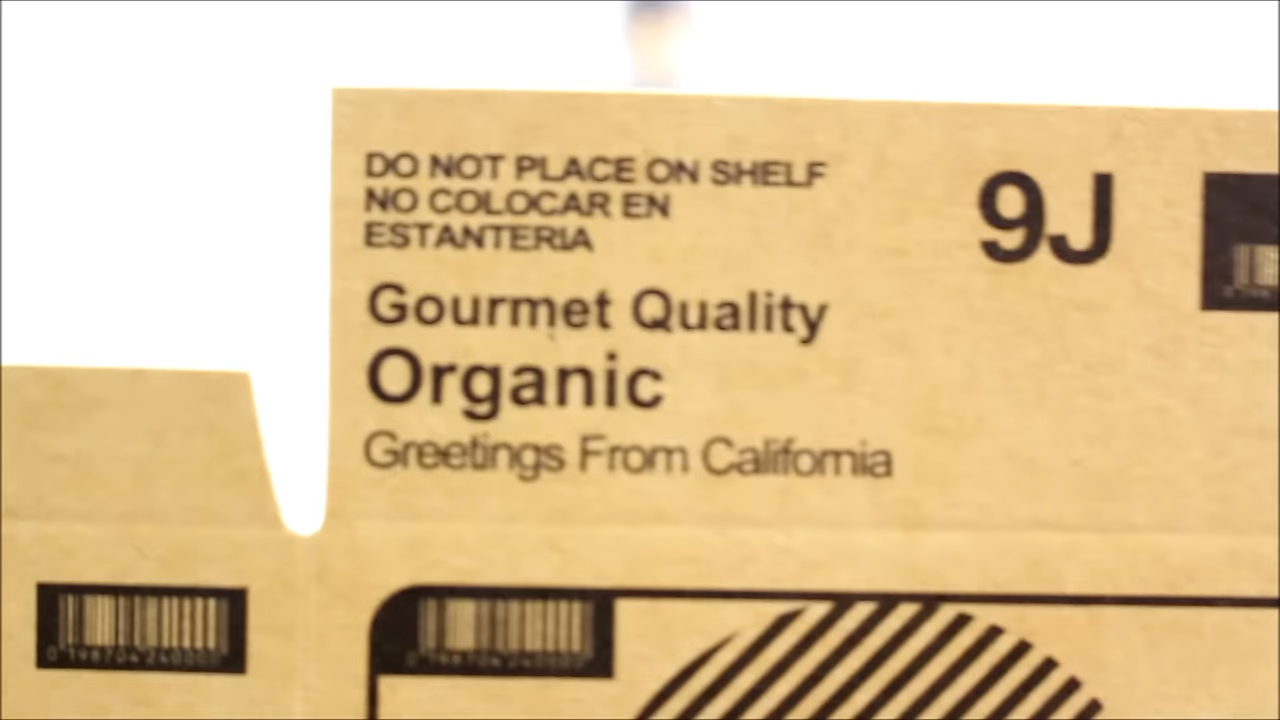 DO NOT PLACE ON SHELF
NO COLOCAR EN
ESTANTERIA
9J
Gourmet Quality
Organic
Greetings From California